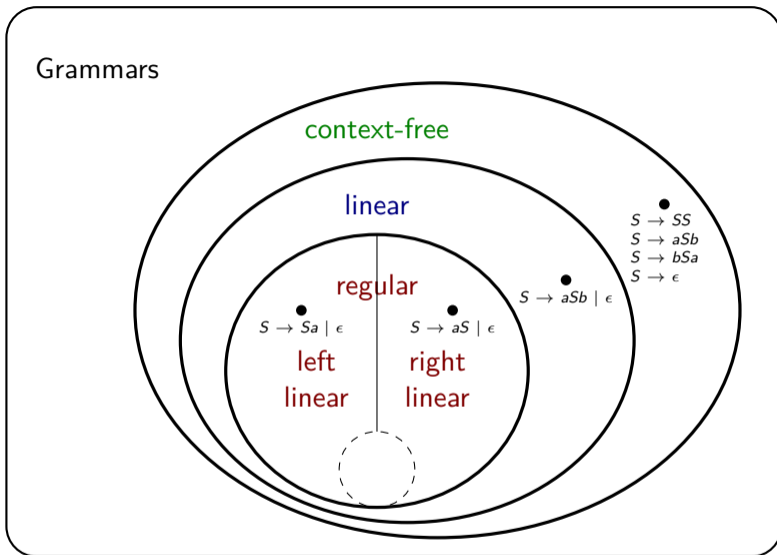 Grammars
context-free
linear
S → SS
S → aSb
S → bSa
S → ϵ
regular
S → aSb | ϵ
S → Sa | ϵ
S → aS | ϵ
left
linear
right
linear